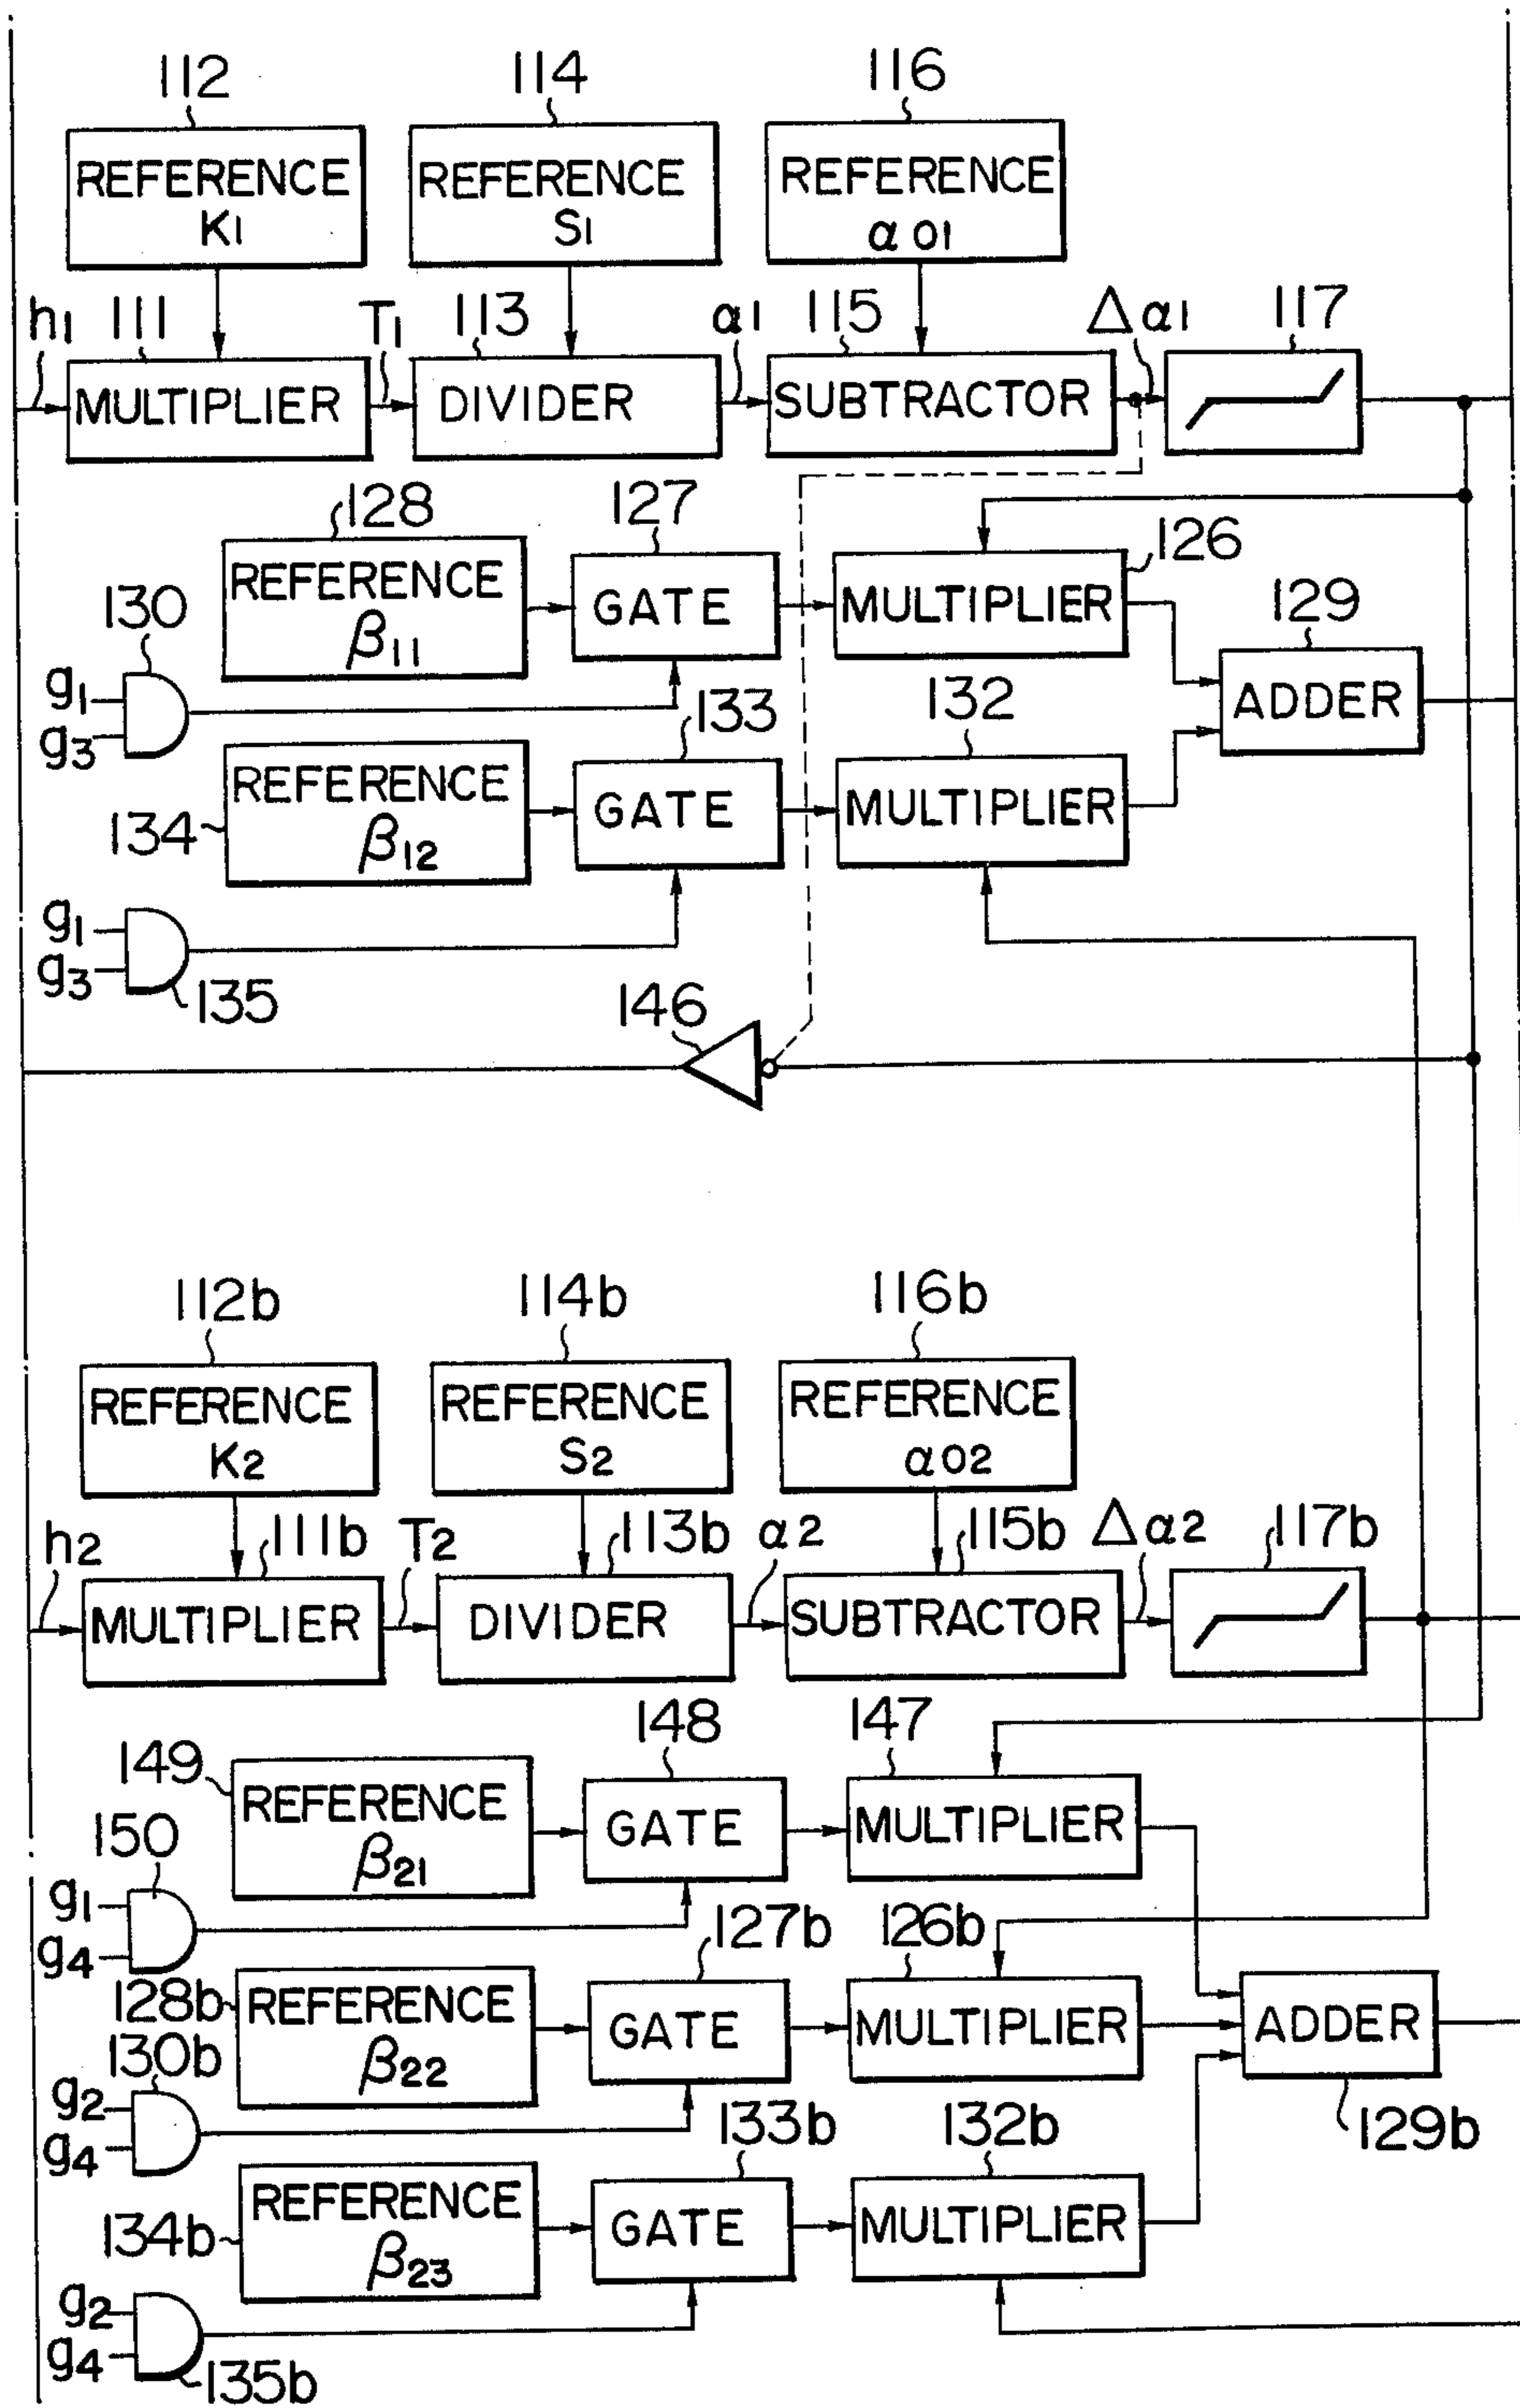 112
114
116
REFERENCE
K1
REFERENCE
S1
REFERENCE
α01
h1
111
T1
113
α1
115
Δα1
117
MULTIPLIER
DIVIDER
SUBTRACTOR
128
127
126
REFERENCE
β11
GATE
MULTIPLIER
130
g1
g3
129
ADDER
133
132
REFERENCE
β12
GATE
MULTIPLIER
134
g1
g3
135
146
112b
114b
116b
REFERENCE
K2
REFERENCE
S2
REFERENCE
α02
h2
111b
T2
113b
α2
115b
Δα2
117b
MULTIPLIER
DIVIDER
SUBTRACTOR
148
147
149
REFERENCE
β21
GATE
MULTIPLIER
150
g1
g4
127b
126b
128b
REFERENCE
β22
GATE
MULTIPLIER
ADDER
130b
g2
g4
129b
133b
132b
134b
REFERENCE
β23
GATE
MULTIPLIER
g2
g4
135b